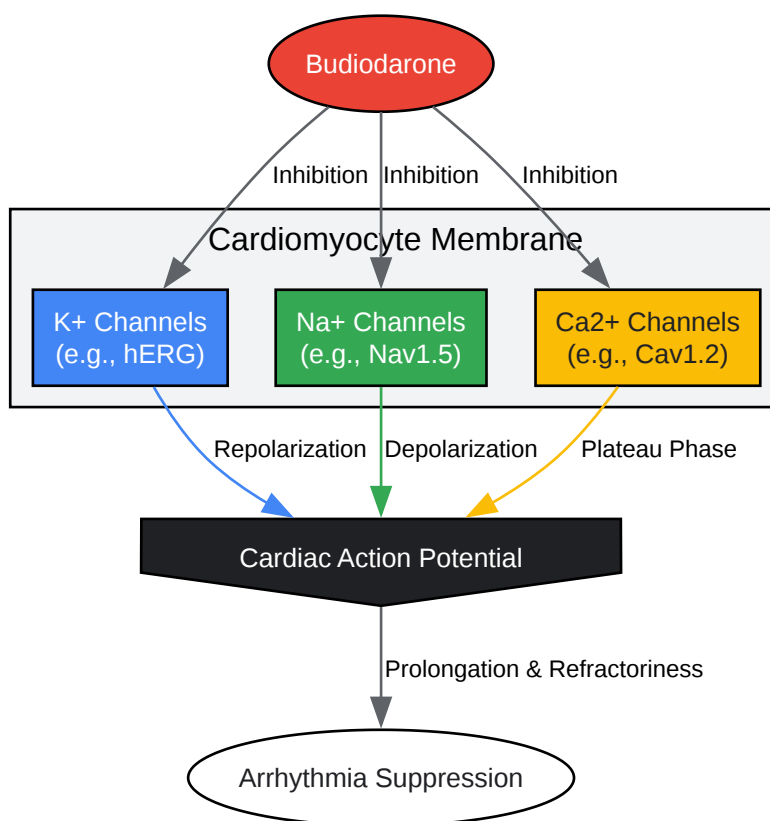 Budiodarone
Inhibition Inhibition Inhibition
Cardiomyocyte Membrane
K+ Channels
(e.g., hERG)
Na+ Channels
(e.g., Nav1.5)
Ca2+ Channels
(e.g., Cav1.2)
Repolarization Depolarization Plateau Phase
Cardiac Action Potential
Prolongation & Refractoriness
Arrhythmia Suppression